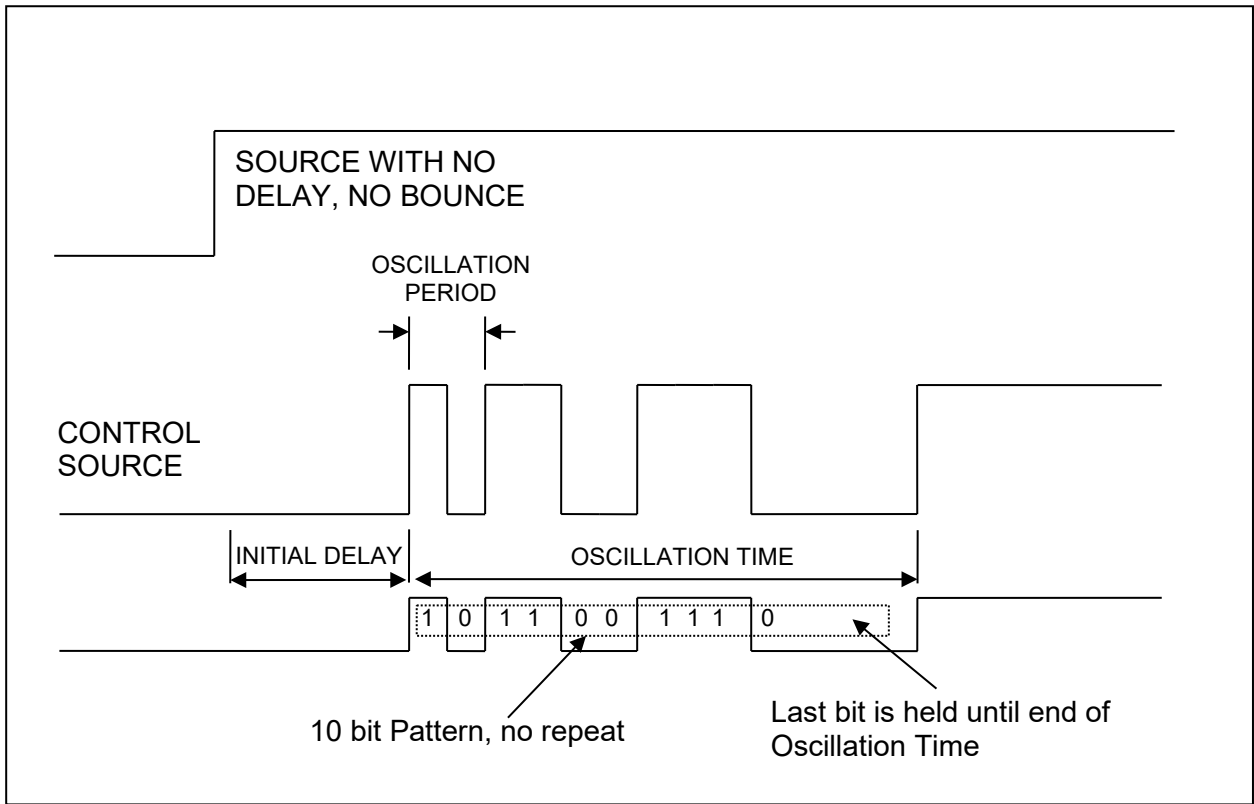 SOURCE WITH NO
DELAY, NO BOUNCE
OSCILLATION
PERIOD
CONTROL
SOURCE
INITIAL DELAY
OSCILLATION TIME
1 0 1 1 0 0 1 1 1 0
10 bit Pattern, no repeat
Last bit is held until end of
Oscillation Time